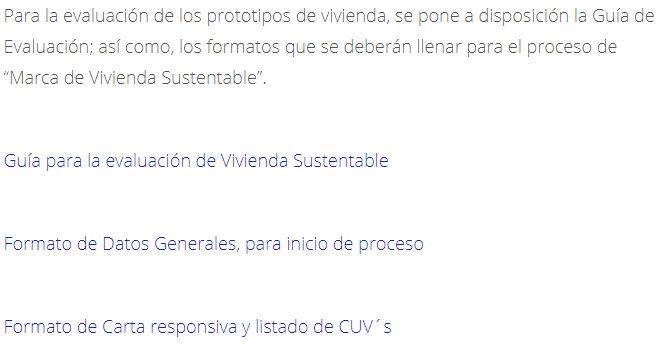 Para la evaluación de los prototipos de vivienda, se pone a disposición la Guía de
Evaluación; así como, los formatos que se deberán llenar para el proceso de
“Marca de Vivienda Sustentable”.
Guía para la evaluación de Vivienda Sustentable
Formato de Datos Generales, para inicio de proceso
Formato de Carta responsiva y listado de CUV´s